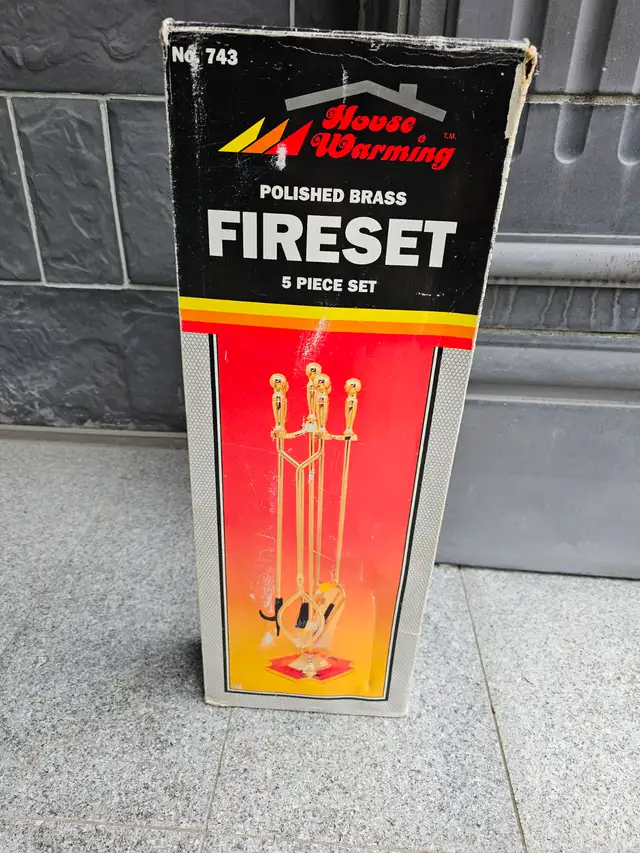 No. 743
House
Warming T.M.
POLISHED BRASS
FIRESET
5 PIECE SET